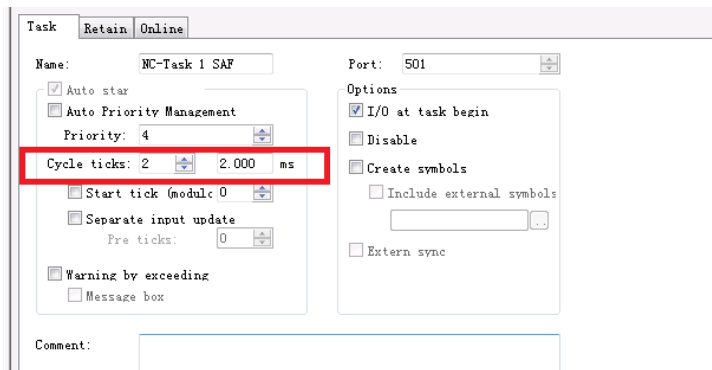 Task Retain Online
Name: NC-Task 1 SAF Port: 501
Auto star Options
Auto Priority Management I/O at task begin
Priority: 4 Disable
Cycle ticks: 2 2.000 ms Create symbols
Start tick (modulc 0 Include external symbols
Separate input update ..
Pre ticks: 0 Extern sync
Warning by exceeding
Message box
Comment: